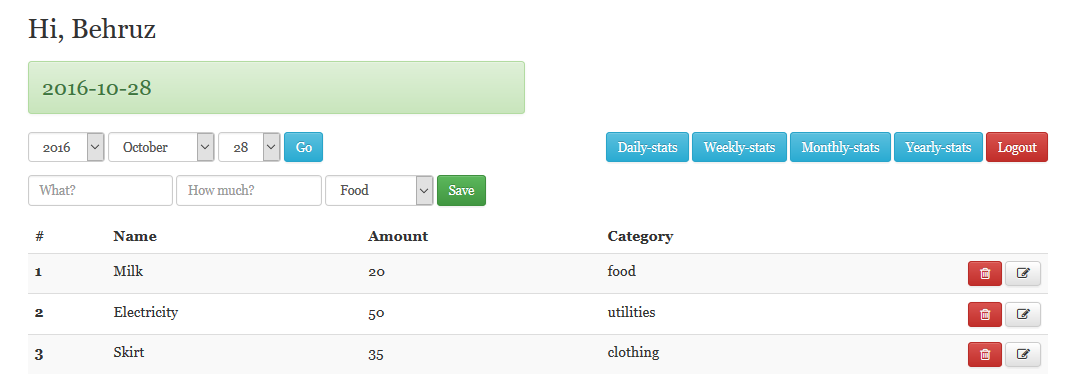 Hi, Behruz
2016-10-28
2016 October 28 Go Daily-stats Weekly-stats Monthly-stats Yearly-stats Logout
What? How much? Food Save
# Name Amount Category
1 Milk 20 food
2 Electricity 50 utilities
3 Skirt 35 clothing